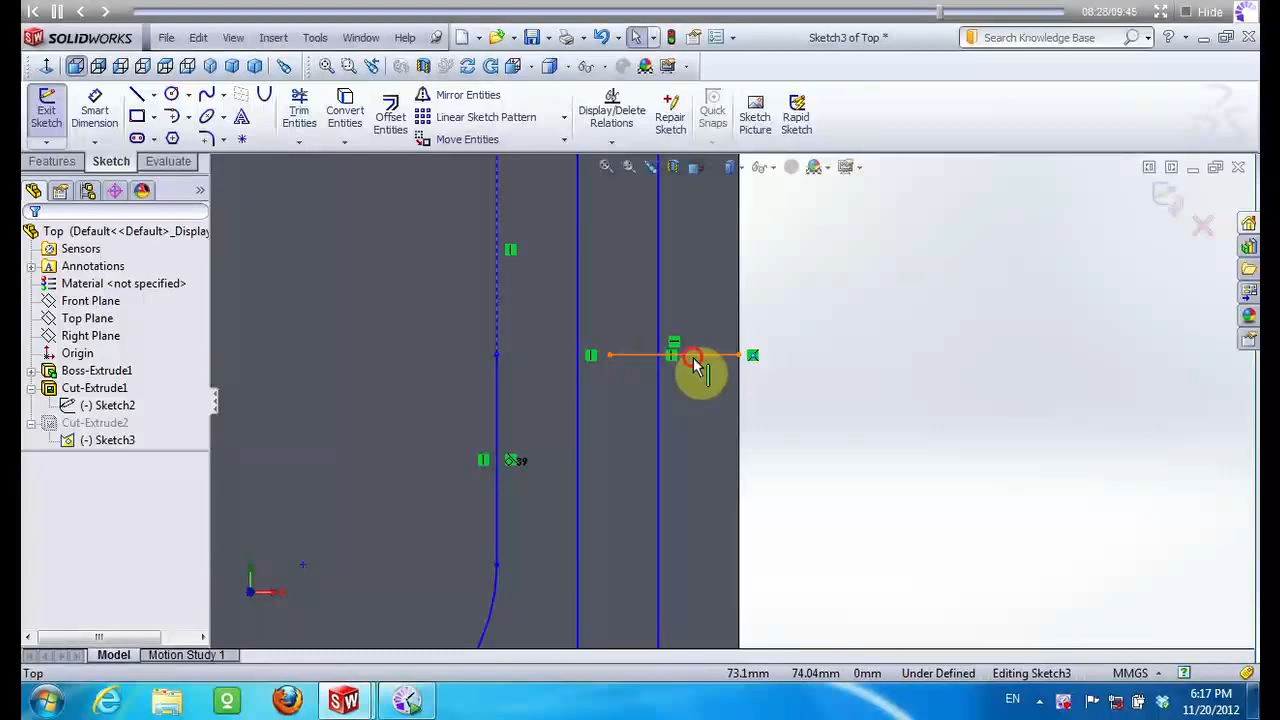 08:28/09:45
Hide
SOLIDWORKS
File Edit View Insert Tools Window Help
Sketch3 of Top *
Search Knowledge Base
Exit Sketch
Smart Dimension
Trim Entities
Convert Entities
Offset Entities
Mirror Entities
Linear Sketch Pattern
Move Entities
Display/Delete Relations
Repair Sketch
Quick Snaps
Sketch Picture
Rapid Sketch
Features Sketch Evaluate
Top (Default<<Default>_Display
Sensors
Annotations
Material <not specified>
Front Plane
Top Plane
Right Plane
Origin
Boss-Extrude1
Cut-Extrude1
(-) Sketch2
Cut-Extrude2
(-) Sketch3
39
Model Motion Study 1
Top
73.1mm 74.04mm 0mm Under Defined Editing Sketch3 MMGS
EN
6:17 PM
11/20/2012